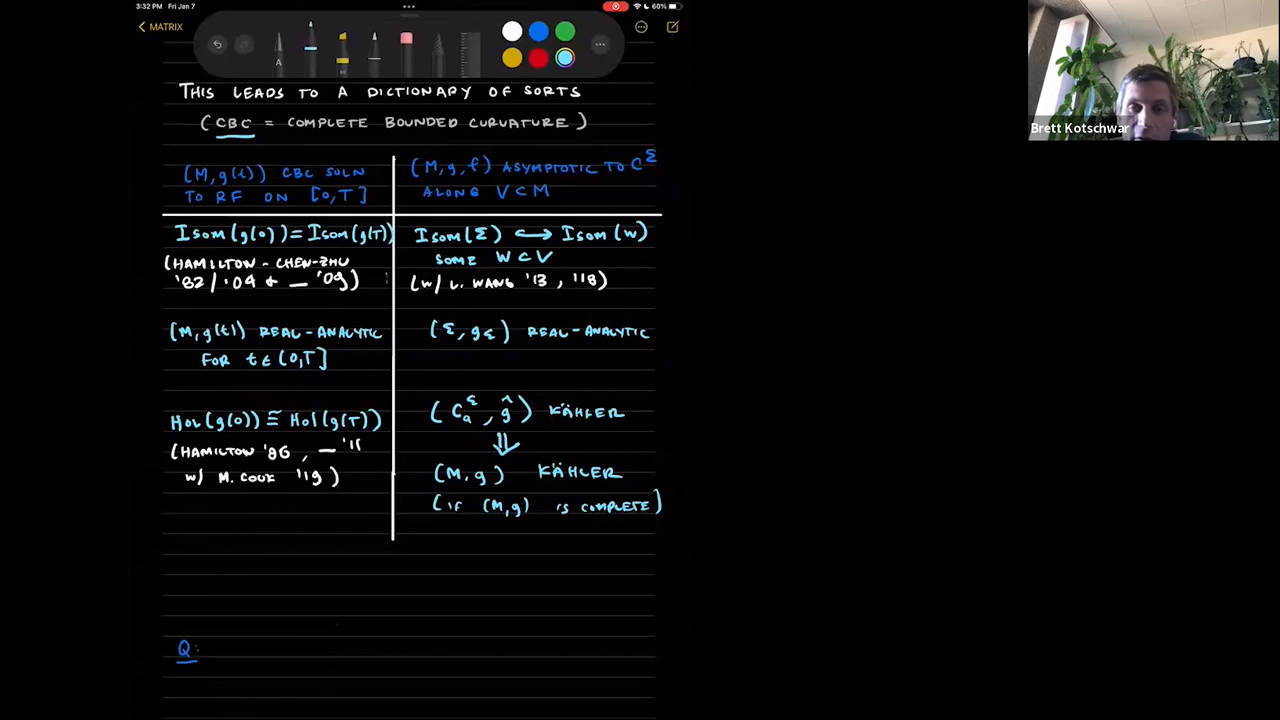 3:32 PM Fri Jan 7
60%
MATRIX
THIS LEADS TO A DICTIONARY OF SORTS
(CBC = COMPLETE BOUNDED CURVATURE)
(M, g(t)) CBC SOLN
TO RF ON [0,T]
(M, g, f) ASYMPTOTIC TO C^Σ
ALONG V ⊂ M
Isom(g(0)) = Isom(g(T))
(HAMILTON - CHEN-ZHU
'82 / '04 + — '09)
Isom(Σ) ⟷ Isom(W)
SOME W ⊂ V
(W/ L. WANG '13, '18)
(M, g(t)) REAL-ANALYTIC
FOR t ∈ (0,T]
(Σ, g_Σ) REAL-ANALYTIC
Hol(g(0)) ≅ Hol(g(T))
(HAMILTON '86, — '11
W/ M. COOK '19)
(C_a^Σ, ĝ) KÄHLER
⇓
(M, g) KÄHLER
(IF (M,g) IS COMPLETE)
Q:
Brett Kotschwar